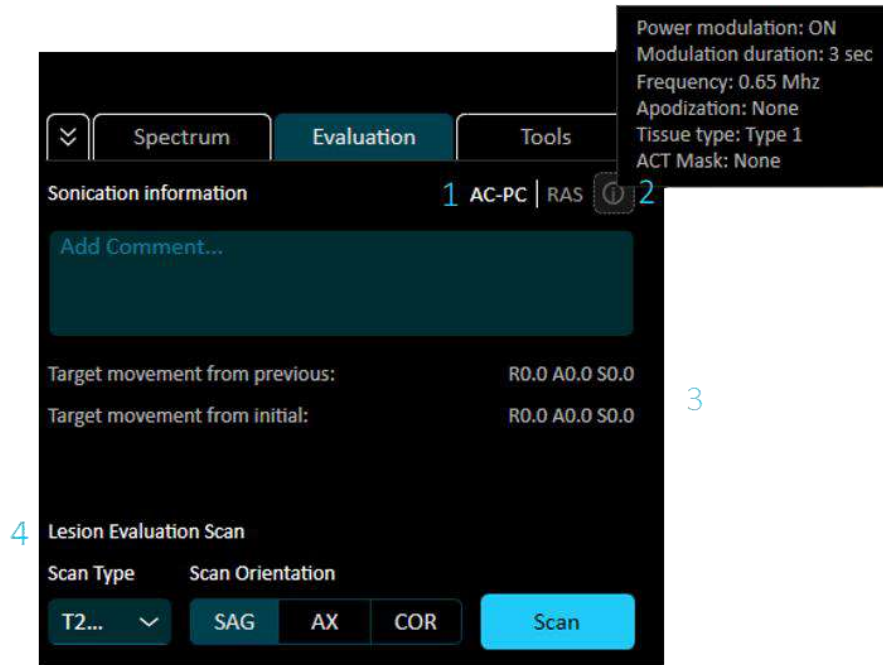 Power modulation: ON
Modulation duration: 3 sec
Frequency: 0.65 Mhz
Apodization: None
Tissue type: Type 1
ACT Mask: None
Spectrum Evaluation Tools
Sonication information 1 AC-PC | RAS 2
Add Comment...
Target movement from previous: R0.0 A0.0 S0.0
3
Target movement from initial: R0.0 A0.0 S0.0
4 Lesion Evaluation Scan
Scan Type Scan Orientation
T2... SAG AX COR Scan